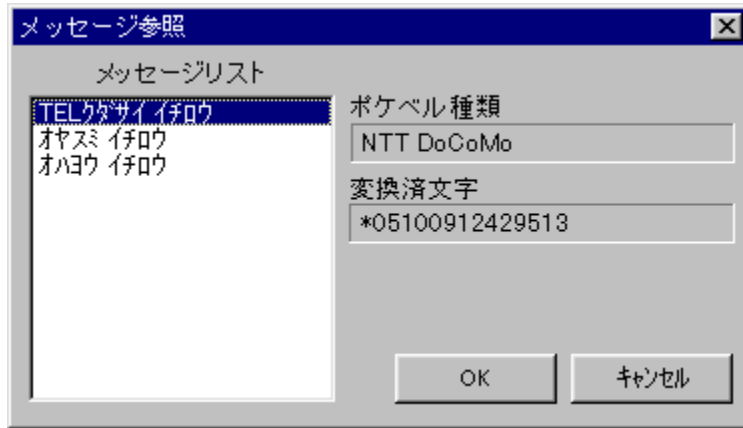 メッセージ参照
メッセージリスト
TELクダサイ イチロウ
オヤスミ イチロウ
オハヨウ イチロウ
ポケベル種類
NTT DoCoMo
変換済文字
*05100912429513
OK
キャンセル